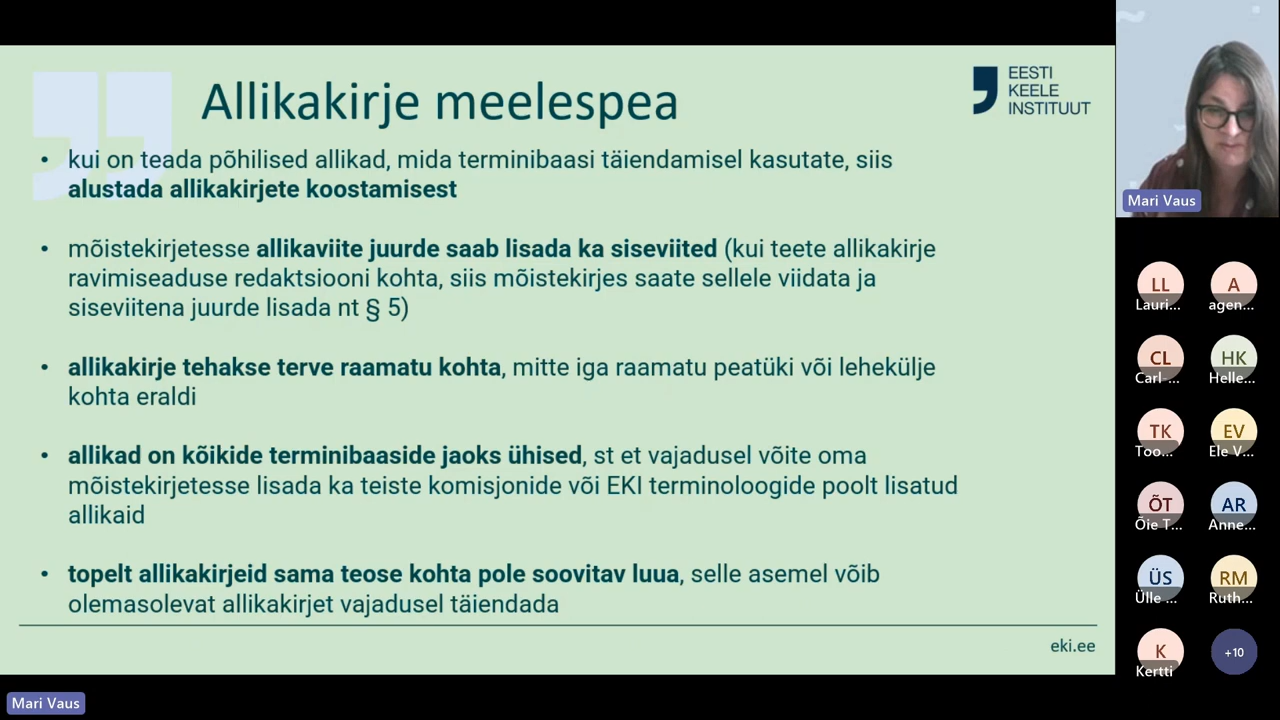 Allikakirje meelespea
EESTI
KEELE
INSTITUUT
• kui on teada põhilised allikad, mida terminibaasi täiendamisel kasutate, siis
alustada allikakirjete koostamisest
• mõistekirjetesse allikaviite juurde saab lisada ka siseviited (kui teete allikakirje
ravimiseaduse redaktsiooni kohta, siis mõistekirjes saate sellele viidata ja
siseviitena juurde lisada nt § 5)
• allikakirje tehakse terve raamatu kohta, mitte iga raamatu peatüki või lehekülje
kohta eraldi
• allikad on kõikide terminibaaside jaoks ühised, st et vajadusel võite oma
mõistekirjetesse lisada ka teiste komisjonide või EKI terminoloogide poolt lisatud
allikaid
• topelt allikakirjeid sama teose kohta pole soovitav luua, selle asemel võib
olemasolevat allikakirjet vajadusel täiendada
eki.ee
Mari Vaus
Mari Vaus
LL
Lauri...
A
agen...
CL
Carl-...
HK
Helle...
TK
Too...
EV
Ele V...
ÕT
Õie T...
AR
Anne...
ÜS
Ülle ...
RM
Ruth...
K
Kertti
+10